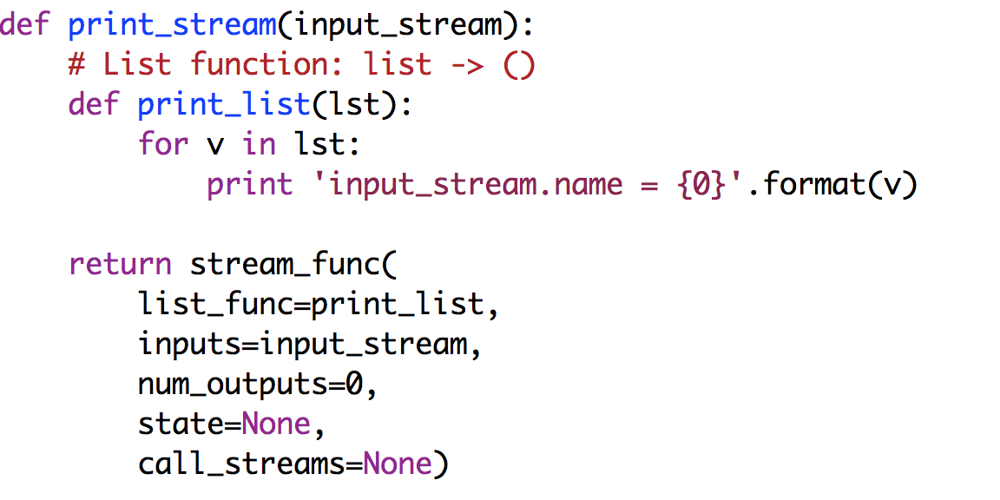 def print_stream(input_stream):
    # List function: list -> ()
    def print_list(lst):
        for v in lst:
            print 'input_stream.name = {0}'.format(v)

    return stream_func(
        list_func=print_list,
        inputs=input_stream,
        num_outputs=0,
        state=None,
        call_streams=None)